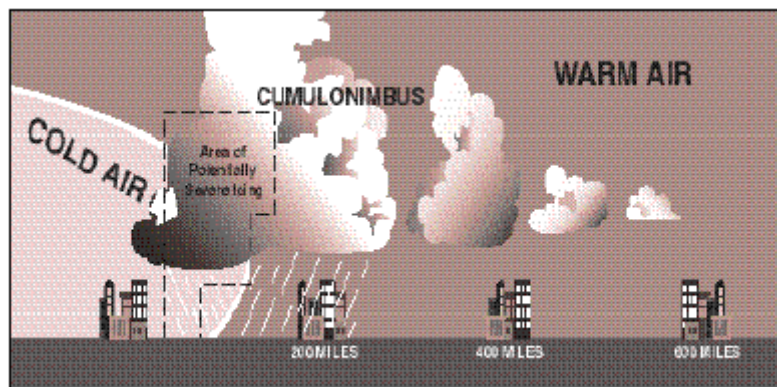 WARM AIR
CUMULONIMBUS
COLD AIR
Area of
Potentially
Severe Icing
200 MILES
400 MILES
600 MILES